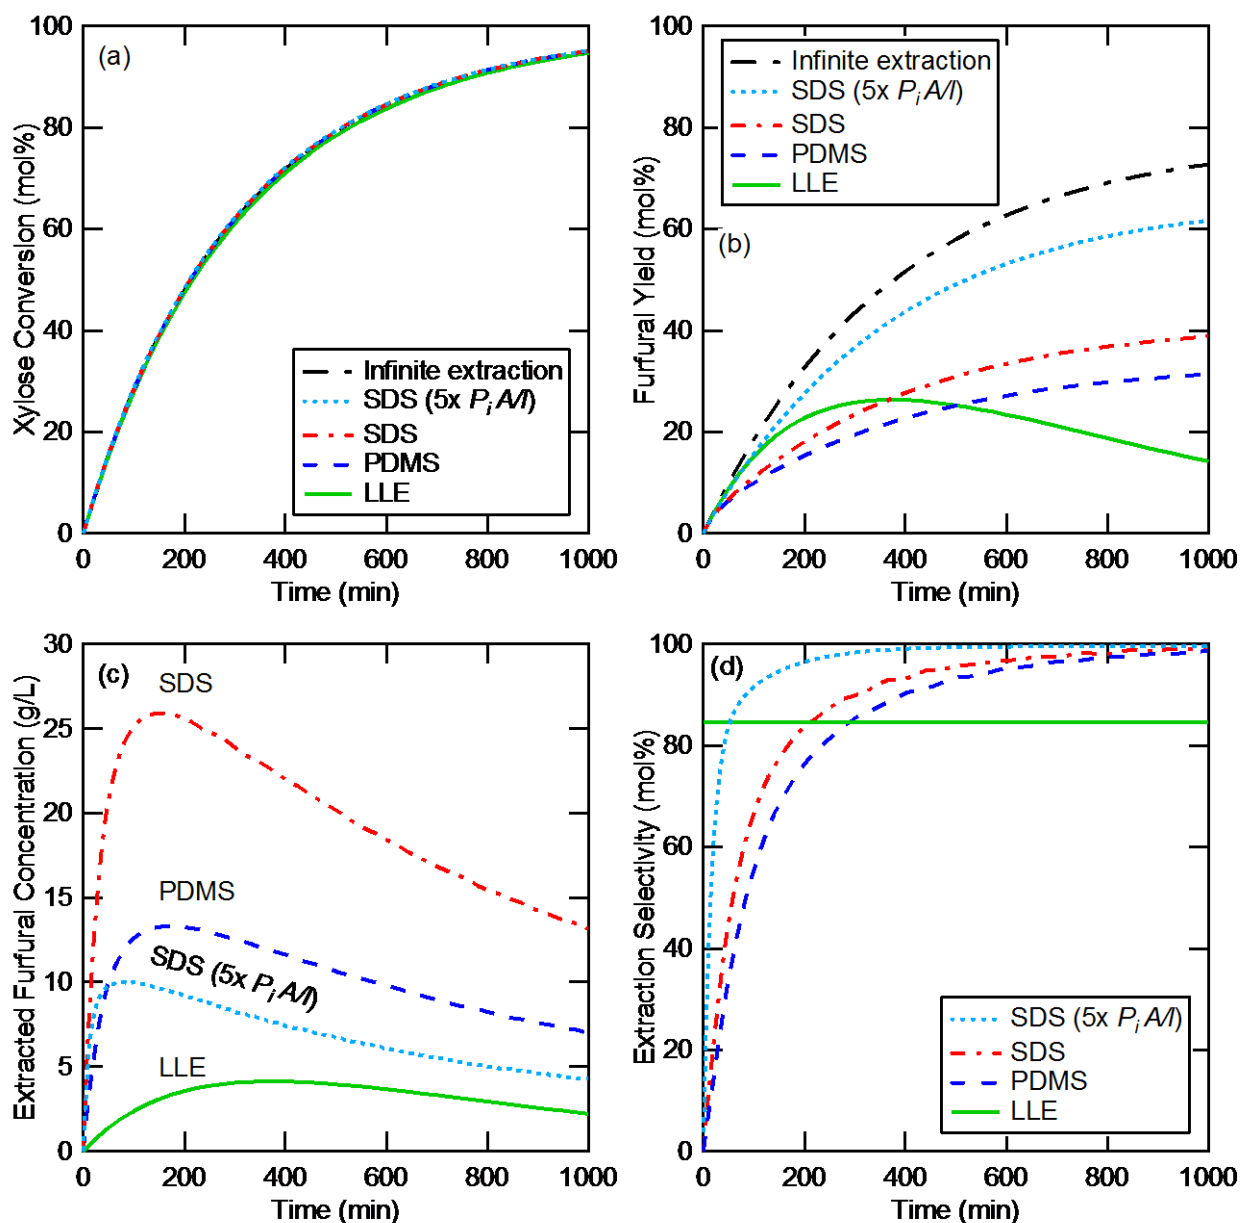 100
80
60
40
20
0
Xylose Conversion (mol%)
(a)
Infinite extraction
SDS (5x PiA/l)
SDS
PDMS
LLE
0 200 400 600 800 1000
Time (min)
100
80
60
40
20
0
Furfural Yield (mol%)
Infinite extraction
SDS (5x PiA/l)
SDS
PDMS
LLE
(b)
0 200 400 600 800 1000
Time (min)
30
25
20
15
10
5
0
Extracted Furfural Concentration (g/L)
(c)
SDS
PDMS
SDS (5x PiA/l)
LLE
0 200 400 600 800 1000
Time (min)
100
80
60
40
20
0
Extraction Selectivity (mol%)
(d)
SDS (5x PiA/l)
SDS
PDMS
LLE
0 200 400 600 800 1000
Time (min)